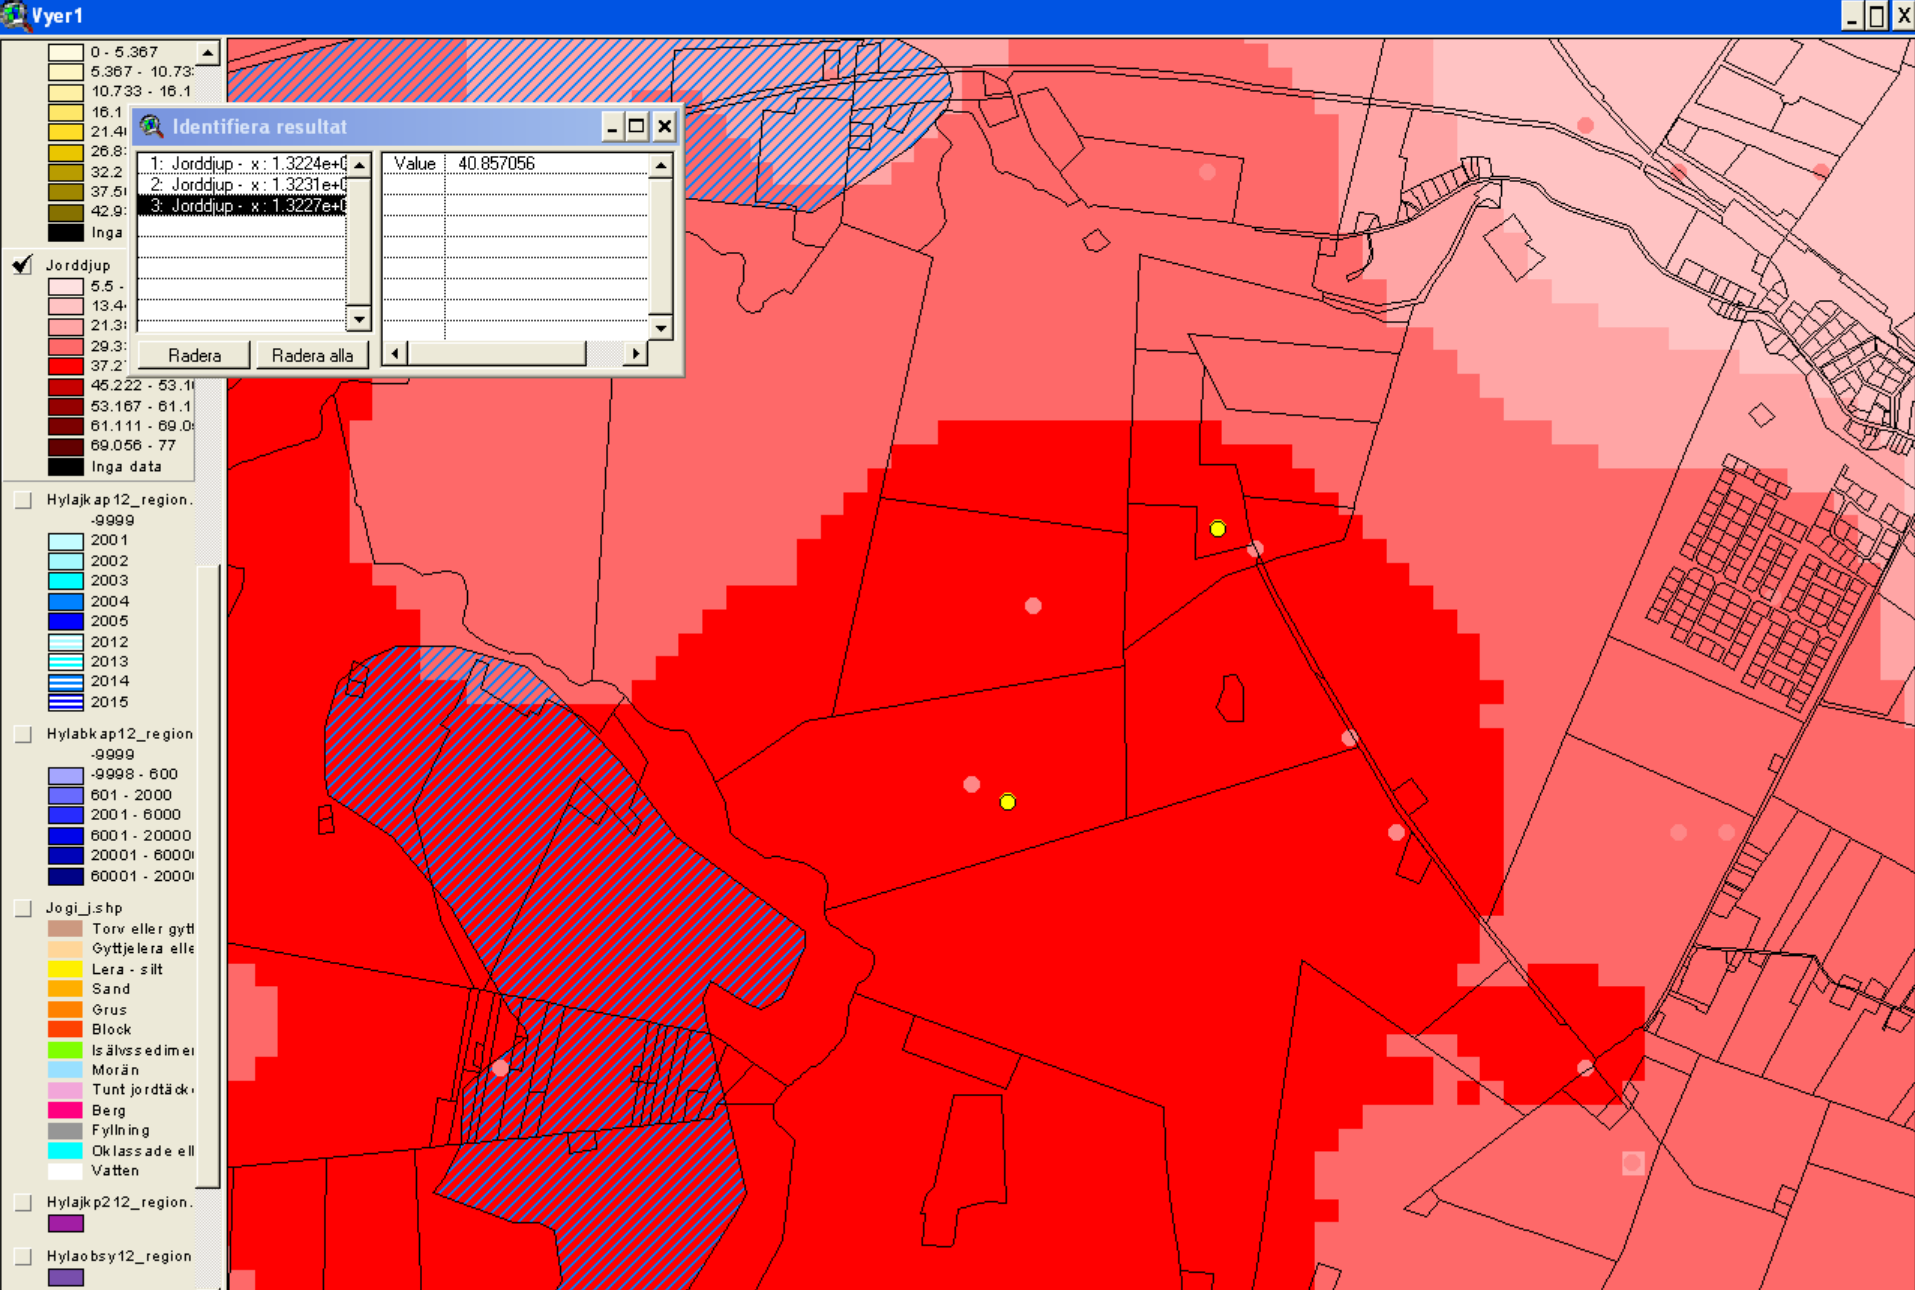 Vyer1
0 - 5.367
5.367 - 10.73
10.733 - 16.1
16.1
21.4
26.8
32.2
37.5
42.9
Inga
Jorddjup
5.5 -
13.4
21.3
29.3
37.2
45.222 - 53.1
53.167 - 61.1
61.111 - 69.0
69.056 - 77
Inga data
Hylajkap12_region.
-9999
2001
2002
2003
2004
2005
2012
2013
2014
2015
Hylabkap12_region
-9999
-9998 - 600
601 - 2000
2001 - 6000
6001 - 20000
20001 - 6000
60001 - 2000
Jogi_j.shp
Torv eller gytt
Gyttjelera elle
Lera - silt
Sand
Grus
Block
Isälvssedimen
Morän
Tunt jordtäck
Berg
Fyllning
Oklassade ell
Vatten
Hylajkp212_region.
Hylaobsy12_region
Identifiera resultat
1: Jorddjup - x : 1.3224e+0
2: Jorddjup - x : 1.3231e+0
3: Jorddjup - x : 1.3227e+0
Value 40.857056
Radera
Radera alla